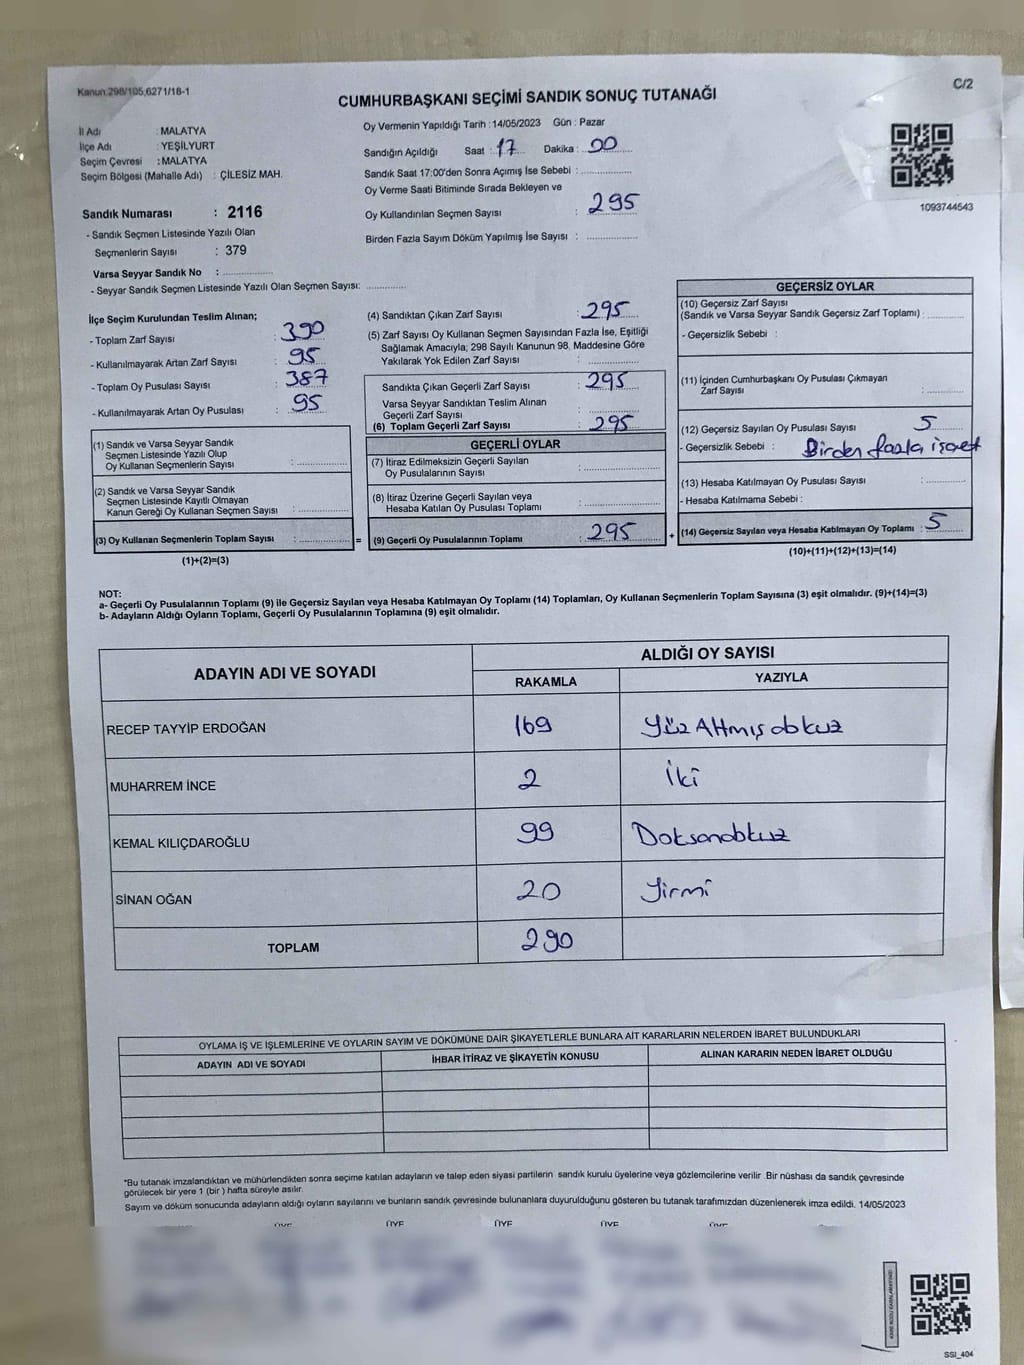 Kanun:298/105,6271/18-1
C/2
CUMHURBAŞKANI SEÇİMİ SANDIK SONUÇ TUTANAĞI
İl Adı : MALATYA
İlçe Adı : YEŞİLYURT
Seçim Çevresi : MALATYA
Seçim Bölgesi (Mahalle Adı) : ÇİLESİZ MAH.
Sandık Numarası : 2116
- Sandık Seçmen Listesinde Yazılı Olan
Seçmenlerin Sayısı : 379
Varsa Seyyar Sandık No : ................
- Seyyar Sandık Seçmen Listesinde Yazılı Olan Seçmen Sayısı: ............
Oy Vermenin Yapıldığı Tarih : 14/05/2023 Gün : Pazar
Sandığın Açıldığı Saat : 17 Dakika : 00
Sandık Saat 17:00'den Sonra Açımış İse Sebebi : ................
Oy Verme Saati Bitiminde Sırada Bekleyen ve
Oy Kullandırılan Seçmen Sayısı : 295
Birden Fazla Sayım Döküm Yapılmış İse Sayısı : ................
1093744543
İlçe Seçim Kurulundan Teslim Alınan;
- Toplam Zarf Sayısı : 390
- Kullanılmayarak Artan Zarf Sayısı : 95
- Toplam Oy Pusulası Sayısı : 387
- Kullanılmayarak Artan Oy Pusulası : 95
(1) Sandık ve Varsa Seyyar Sandık
Seçmen Listesinde Yazılı Olup
Oy Kullanan Seçmenlerin Sayısı : ................
(2) Sandık ve Varsa Seyyar Sandık
Seçmen Listesinde Kayıtlı Olmayan
Kanun Gereği Oy Kullanan Seçmen Sayısı : ................
(3) Oy Kullanan Seçmenlerin Toplam Sayısı : ................ =
(1)+(2)=(3)
(4) Sandıktan Çıkan Zarf Sayısı : 295
(5) Zarf Sayısı Oy Kullanan Seçmen Sayısından Fazla İse, Eşitliği
Sağlamak Amacıyla; 298 Sayılı Kanunun 98. Maddesine Göre
Yakılarak Yok Edilen Zarf Sayısı : ................
Sandıkta Çıkan Geçerli Zarf Sayısı : 295
Varsa Seyyar Sandıktan Teslim Alınan
Geçerli Zarf Sayısı : ................
(6) Toplam Geçerli Zarf Sayısı : 295
GEÇERLİ OYLAR
(7) İtiraz Edilmeksizin Geçerli Sayılan
Oy Pusulalarının Sayısı : ................
(8) İtiraz Üzerine Geçerli Sayılan veya
Hesaba Katılan Oy Pusulası Toplamı : ................
(9) Geçerli Oy Pusulalarının Toplamı : 295 +
GEÇERSİZ OYLAR
(10) Geçersiz Zarf Sayısı
(Sandık ve Varsa Seyyar Sandık Geçersiz Zarf Toplamı) : ............
- Geçersizlik Sebebi :
(11) İçinden Cumhurbaşkanı Oy Pusulası Çıkmayan
Zarf Sayısı : ............
(12) Geçersiz Sayılan Oy Pusulası Sayısı : 5
- Geçersizlik Sebebi : Birden fazla işaret
(13) Hesaba Katılmayan Oy Pusulası Sayısı : ............
- Hesaba Katılmama Sebebi :
(14) Geçersiz Sayılan veya Hesaba Katılmayan Oy Toplamı : 5
(10)+(11)+(12)+(13)=(14)
NOT:
a- Geçerli Oy Pusulalarının Toplamı (9) ile Geçersiz Sayılan veya Hesaba Katılmayan Oy Toplamı (14) Toplamları, Oy Kullanan Seçmenlerin Toplam Sayısına (3) eşit olmalıdır. (9)+(14)=(3)
b- Adayların Aldığı Oyların Toplamı, Geçerli Oy Pusulalarının Toplamına (9) eşit olmalıdır.
ADAYIN ADI VE SOYADI
ALDIĞI OY SAYISI
RAKAMLA YAZIYLA
RECEP TAYYİP ERDOĞAN 169 Yüz Altmış dokuz
MUHARREM İNCE 2 İki
KEMAL KILIÇDAROĞLU 99 Doksandokuz
SİNAN OĞAN 20 Yirmi
TOPLAM 290
OYLAMA İŞ VE İŞLEMLERİNE VE OYLARIN SAYIM VE DÖKÜMÜNE DAİR ŞİKAYETLERLE BUNLARA AİT KARARLARIN NELERDEN İBARET BULUNDUKLARI
ADAYIN ADI VE SOYADI İHBAR İTİRAZ VE ŞİKAYETİN KONUSU ALINAN KARARIN NEDEN İBARET OLDUĞU
*Bu tutanak imzalandıktan ve mühürlendikten sonra seçime katılan adayların ve talep eden siyasi partilerin sandık kurulu üyelerine veya gözlemcilerine verilir. Bir nüshası da sandık çevresinde
görülecek bir yere 1 (bir) hafta süreyle asılır.
Sayım ve döküm sonucunda adayların aldığı oyların sayılarını ve bunların sandık çevresinde bulunanlara duyurulduğunu gösteren bu tutanak tarafımızdan düzenlenerek imza edildi. 14/05/2023
ÜYE ÜYE ÜYE ÜYE ÜYE
SSI_404